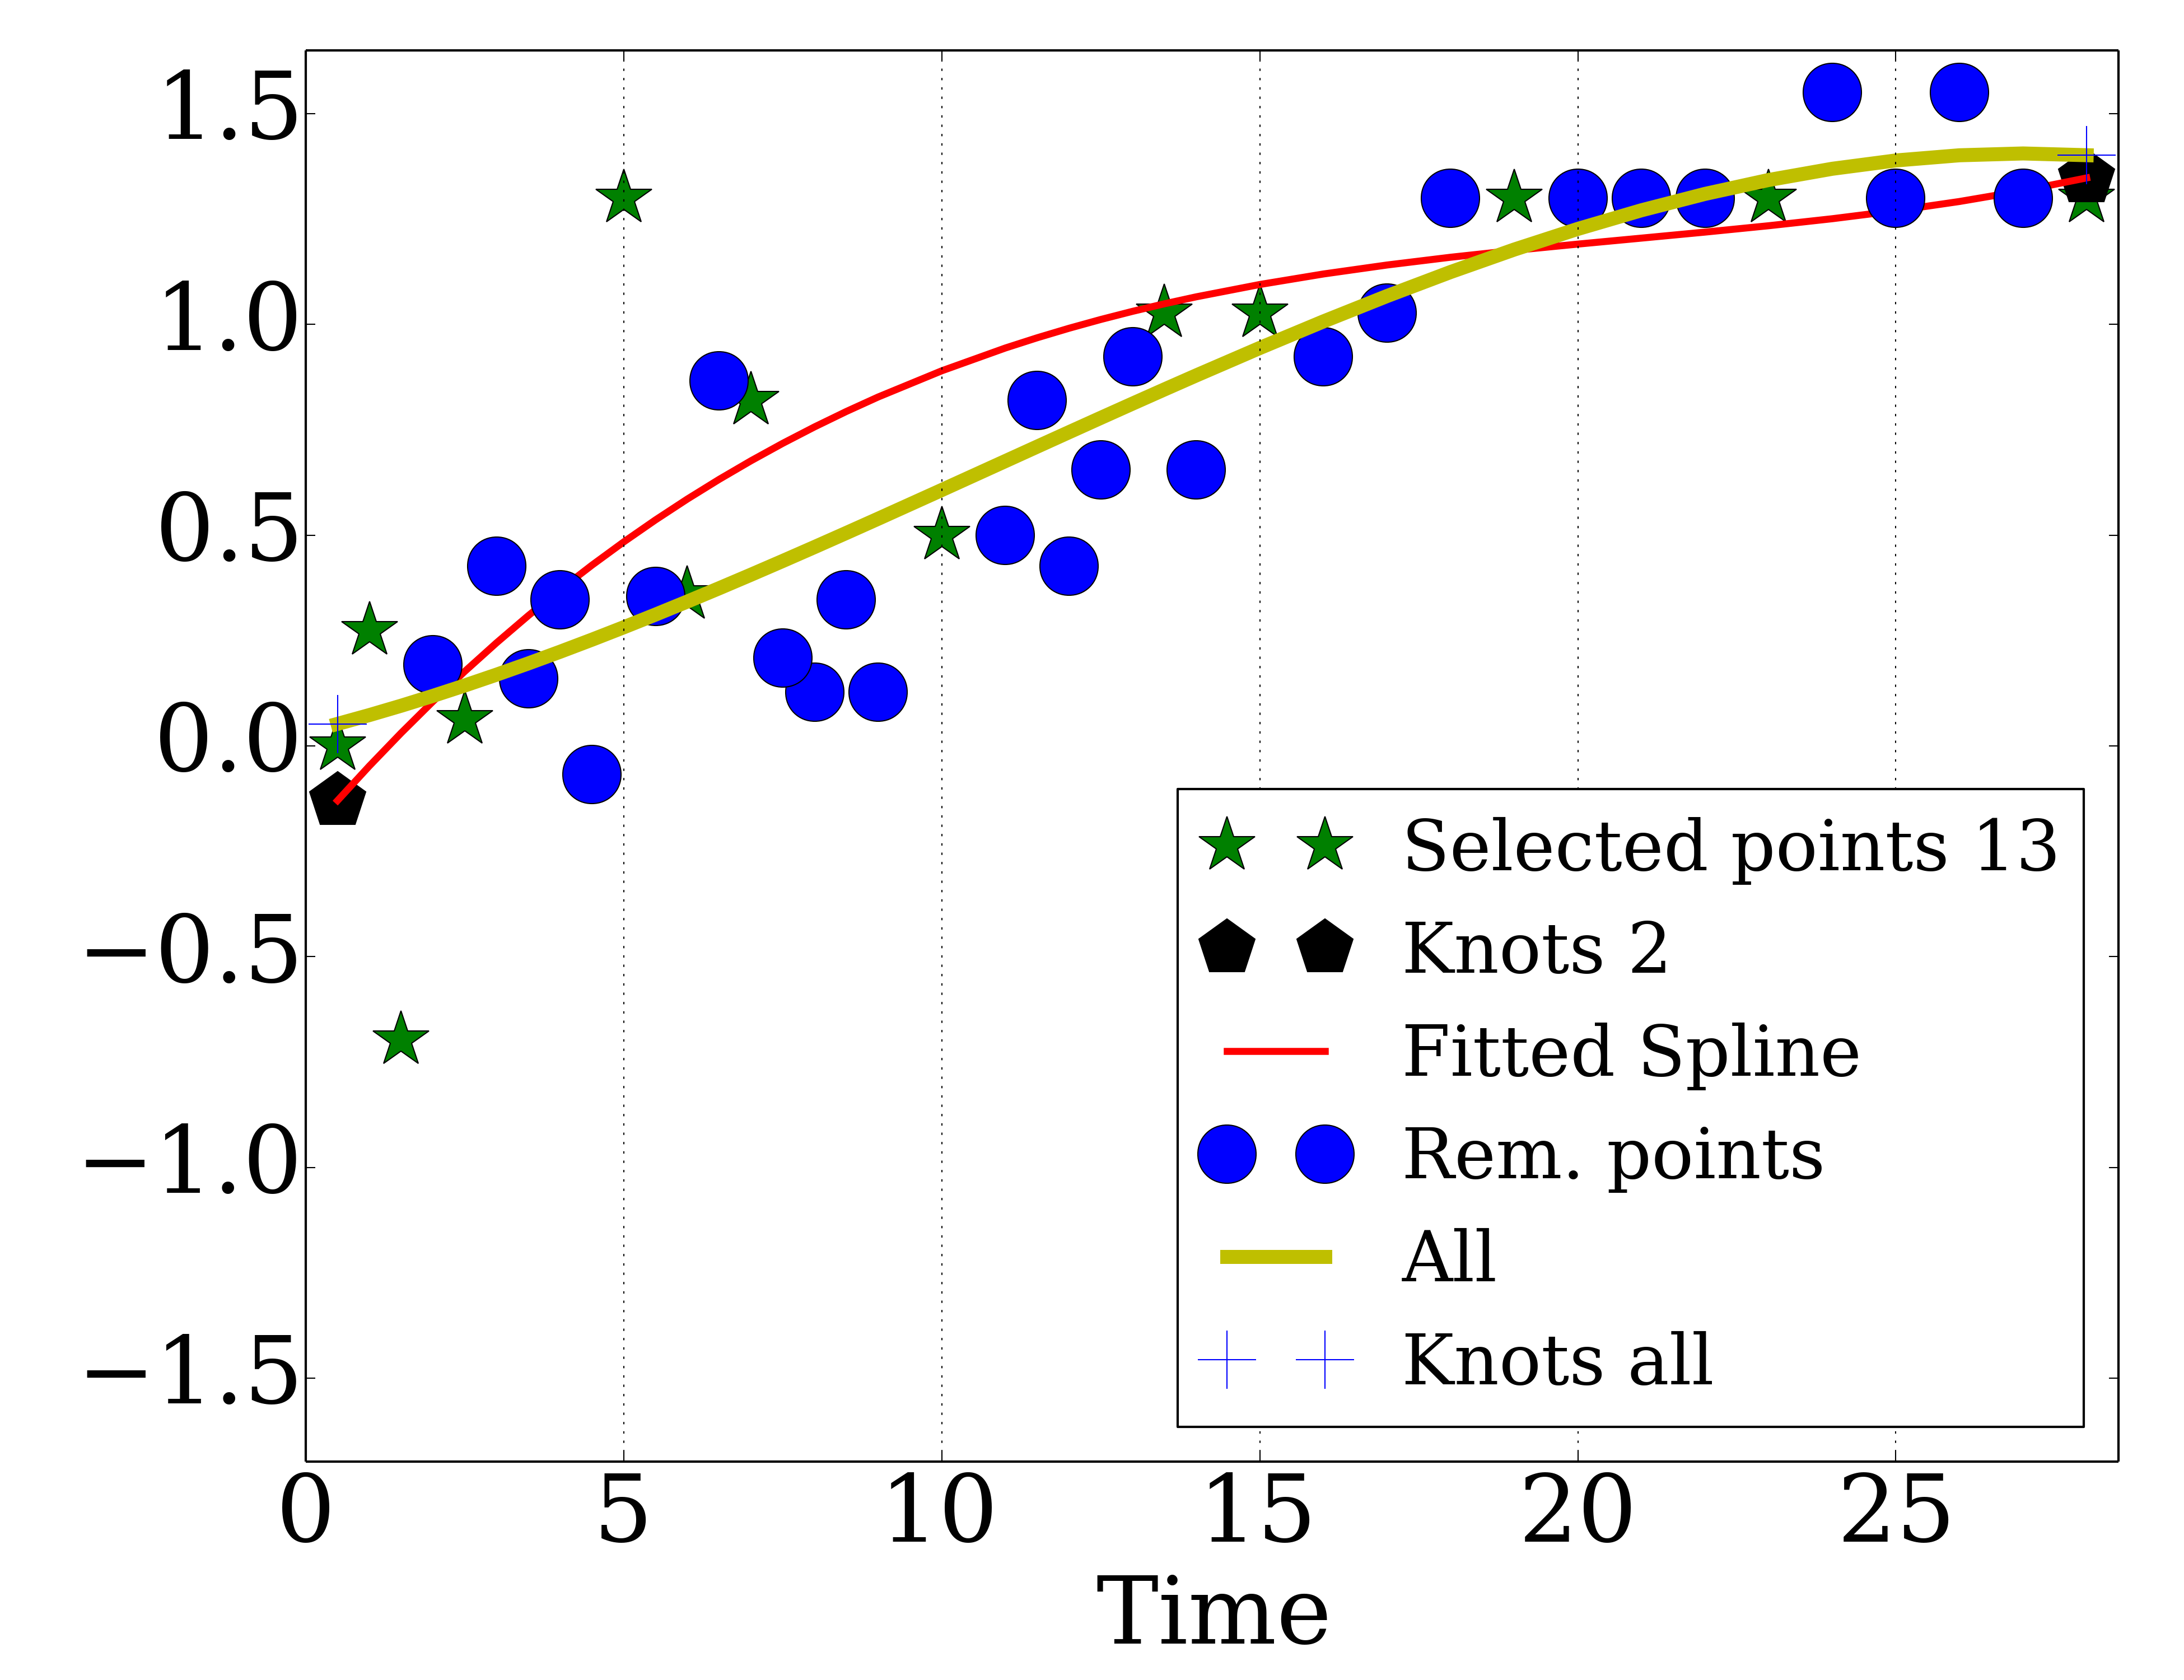 1.5
1.0
0.5
0.0
−0.5
−1.0
−1.5
Selected points 13
Knots 2
Fitted Spline
Rem. points
All
Knots all
0 5 10 15 20 25
Time